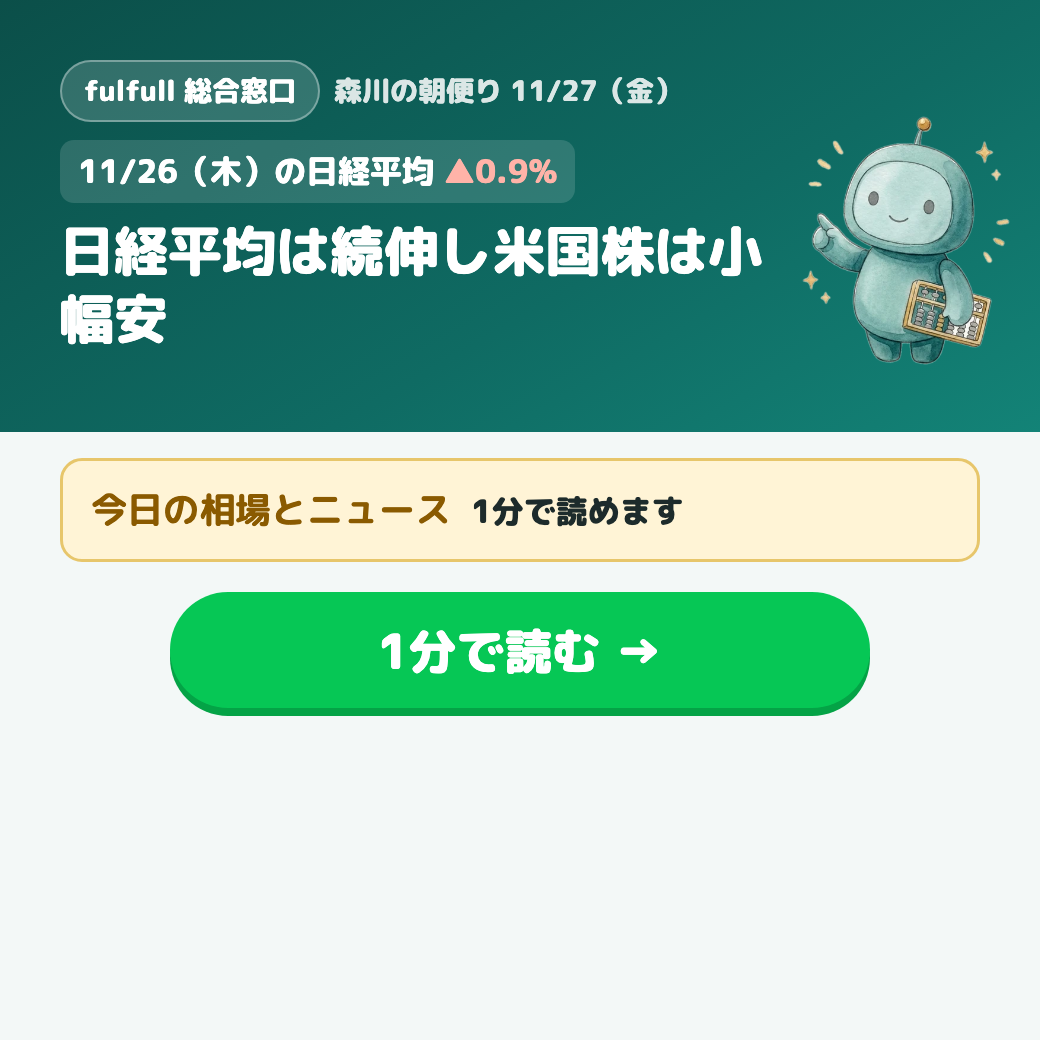 fulfull 総合窓口
森川の朝便り 11/27（金）
11/26（木）の日経平均 ▲0.9%
日経平均は続伸し米国株は小
幅安
今日の相場とニュース 1分で読めます
1分で読む →